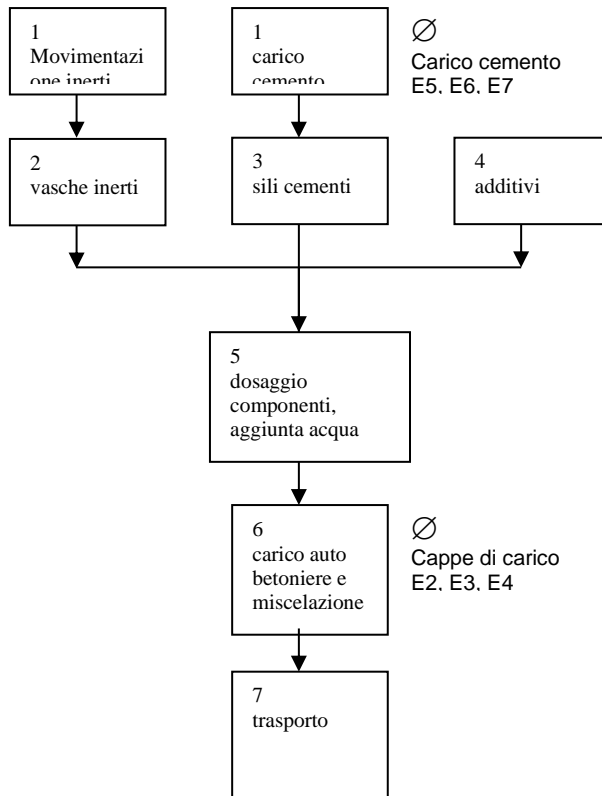 1
Movimentazi
one inerti
1
carico
cemento
∅
Carico cemento
E5, E6, E7
2
vasche inerti
3
sili cementi
4
additivi
5
dosaggio
componenti,
aggiunta acqua
6
carico auto
betoniere e
miscelazione
∅
Cappe di carico
E2, E3, E4
7
trasporto